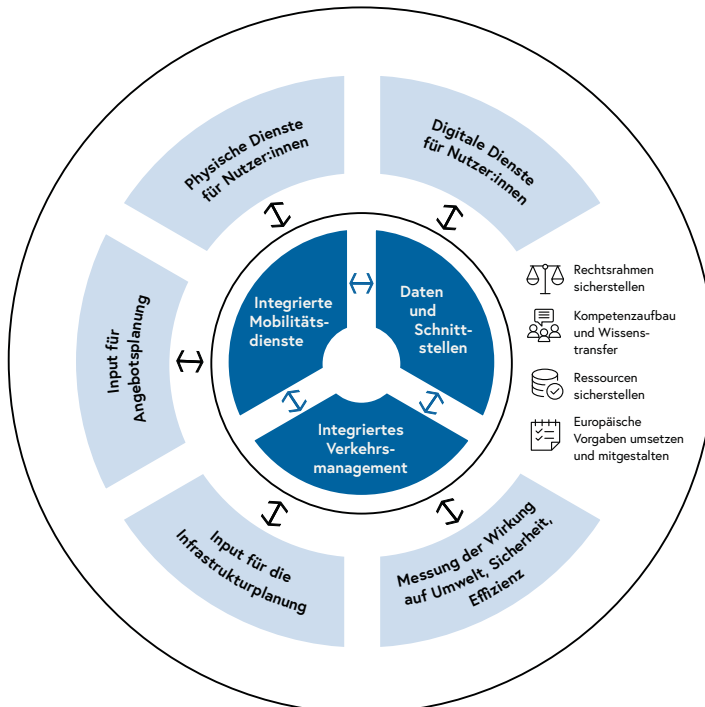 Physische Dienste
für Nutzer:innen
Digitale Dienste
für Nutzer:innen
Integrierte
Mobilitäts-
dienste
Daten
und
Schnitt-
stellen
Integriertes
Verkehrs-
management
Input für
Angebotsplanung
Rechtsrahmen
sicherstellen
Kompetenzaufbau
und Wissens-
transfer
Ressourcen
sicherstellen
Europäische
Vorgaben umsetzen
und mitgestalten
Input für die
Infrastrukturplanung
Messung der Wirkung
auf Umwelt, Sicherheit,
Effizienz